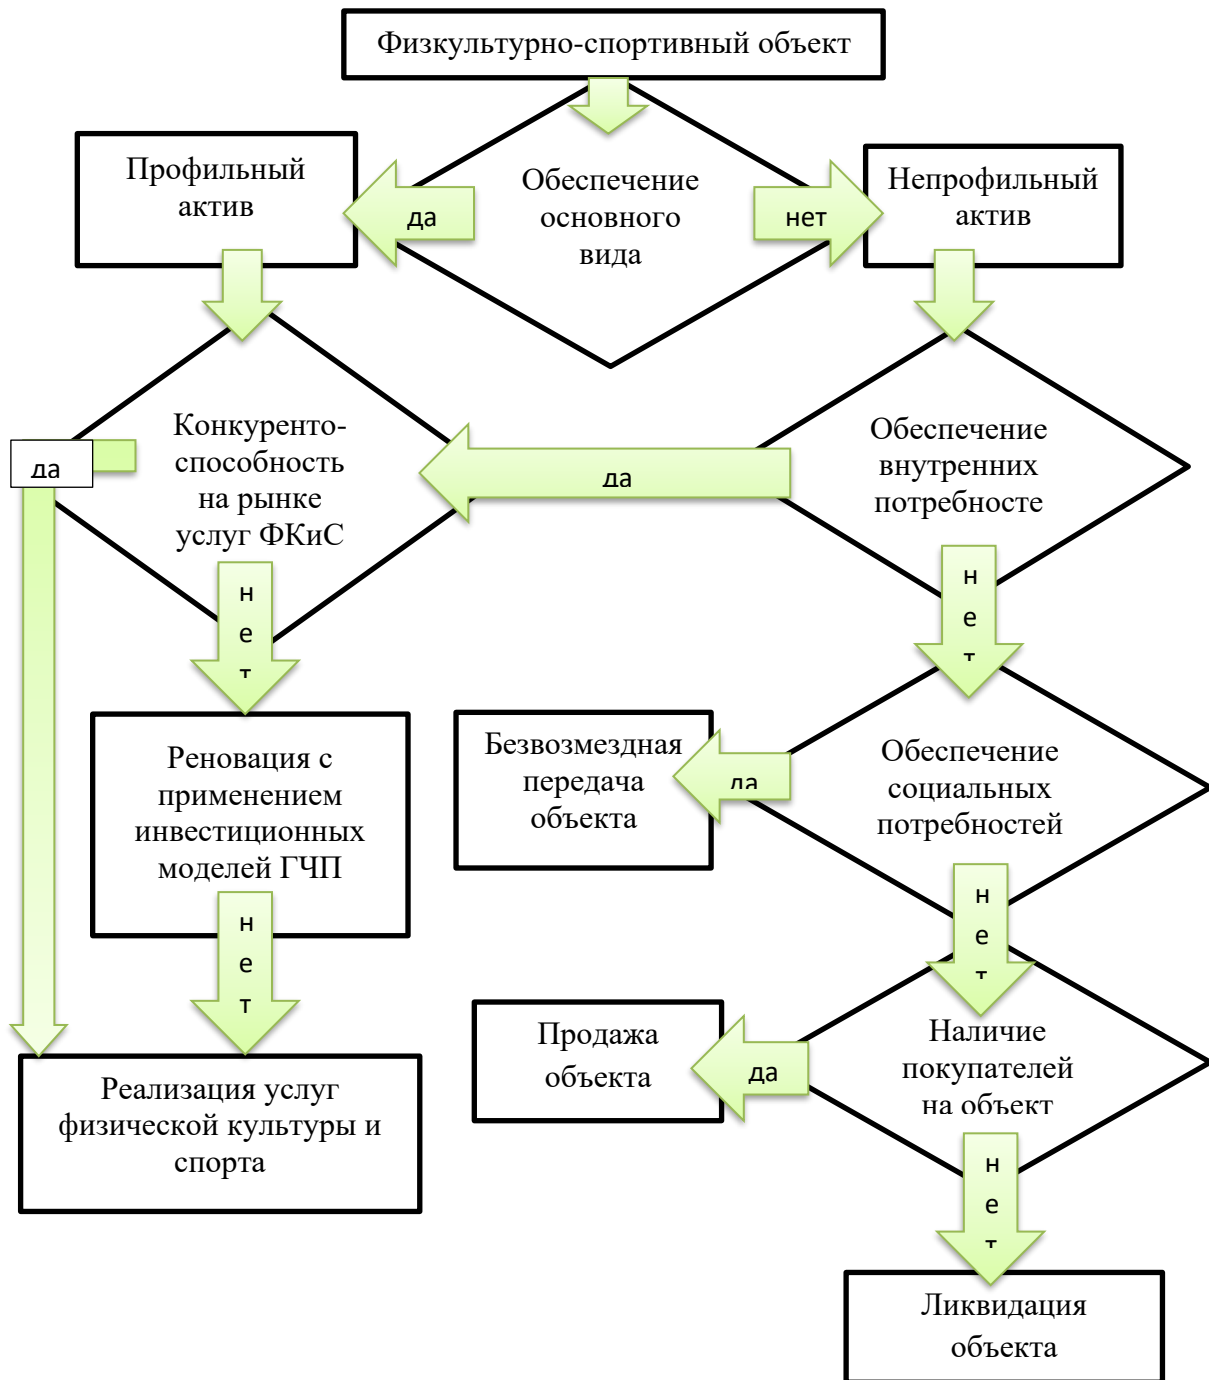 Физкультурно-спортивный объект
Профильный
актив
да
Обеспечение
основного
вида
нет
Непрофильный
актив
Конкуренто-
способность
на рынке
услуг ФКиС
да
да
Обеспечение
внутренних
потребносте
н
е
т
н
е
т
Реновация с
применением
инвестиционных
моделей ГЧП
Безвозмездная
передача
объекта
да
Обеспечение
социальных
потребностей
н
е
т
н
е
т
Реализация услуг
физической культуры и
спорта
Продажа
объекта
да
Наличие
покупателей
на объект
н
е
т
Ликвидация
объекта